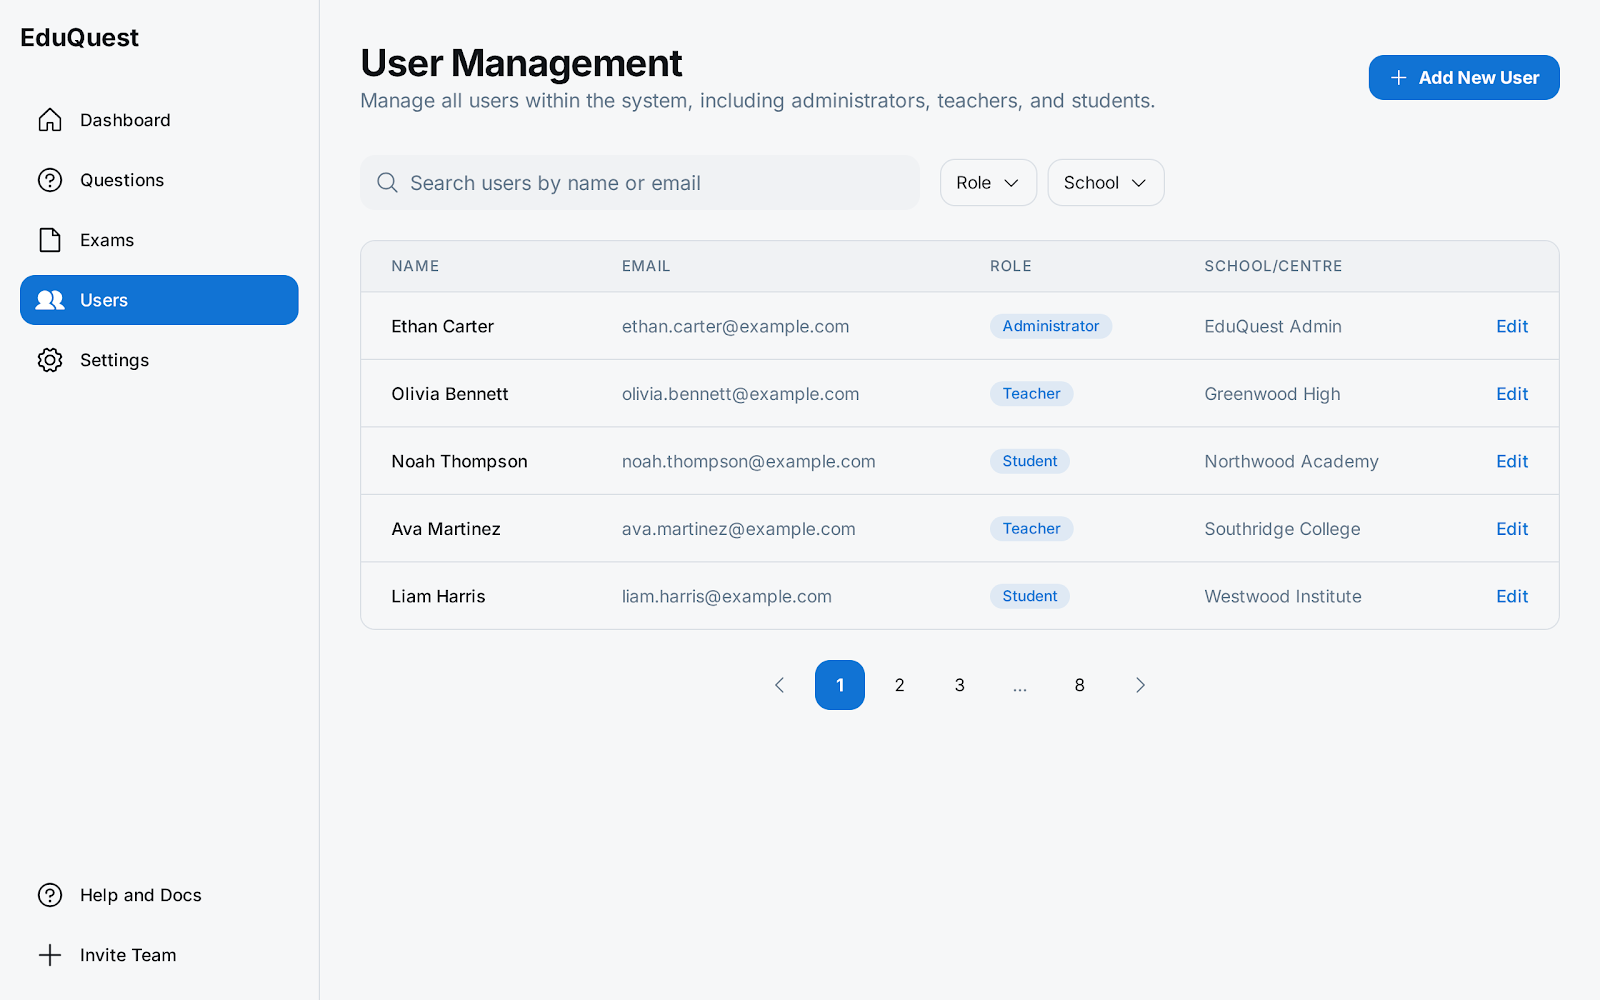 EduQuest
Dashboard
Questions
Exams
Users
Settings
Help and Docs
Invite Team
User Management
Manage all users within the system, including administrators, teachers, and students.
Add New User
Search users by name or email
Role
School
NAME EMAIL ROLE SCHOOL/CENTRE
Ethan Carter ethan.carter@example.com Administrator EduQuest Admin Edit
Olivia Bennett olivia.bennett@example.com Teacher Greenwood High Edit
Noah Thompson noah.thompson@example.com Student Northwood Academy Edit
Ava Martinez ava.martinez@example.com Teacher Southridge College Edit
Liam Harris liam.harris@example.com Student Westwood Institute Edit
1 2 3 ... 8